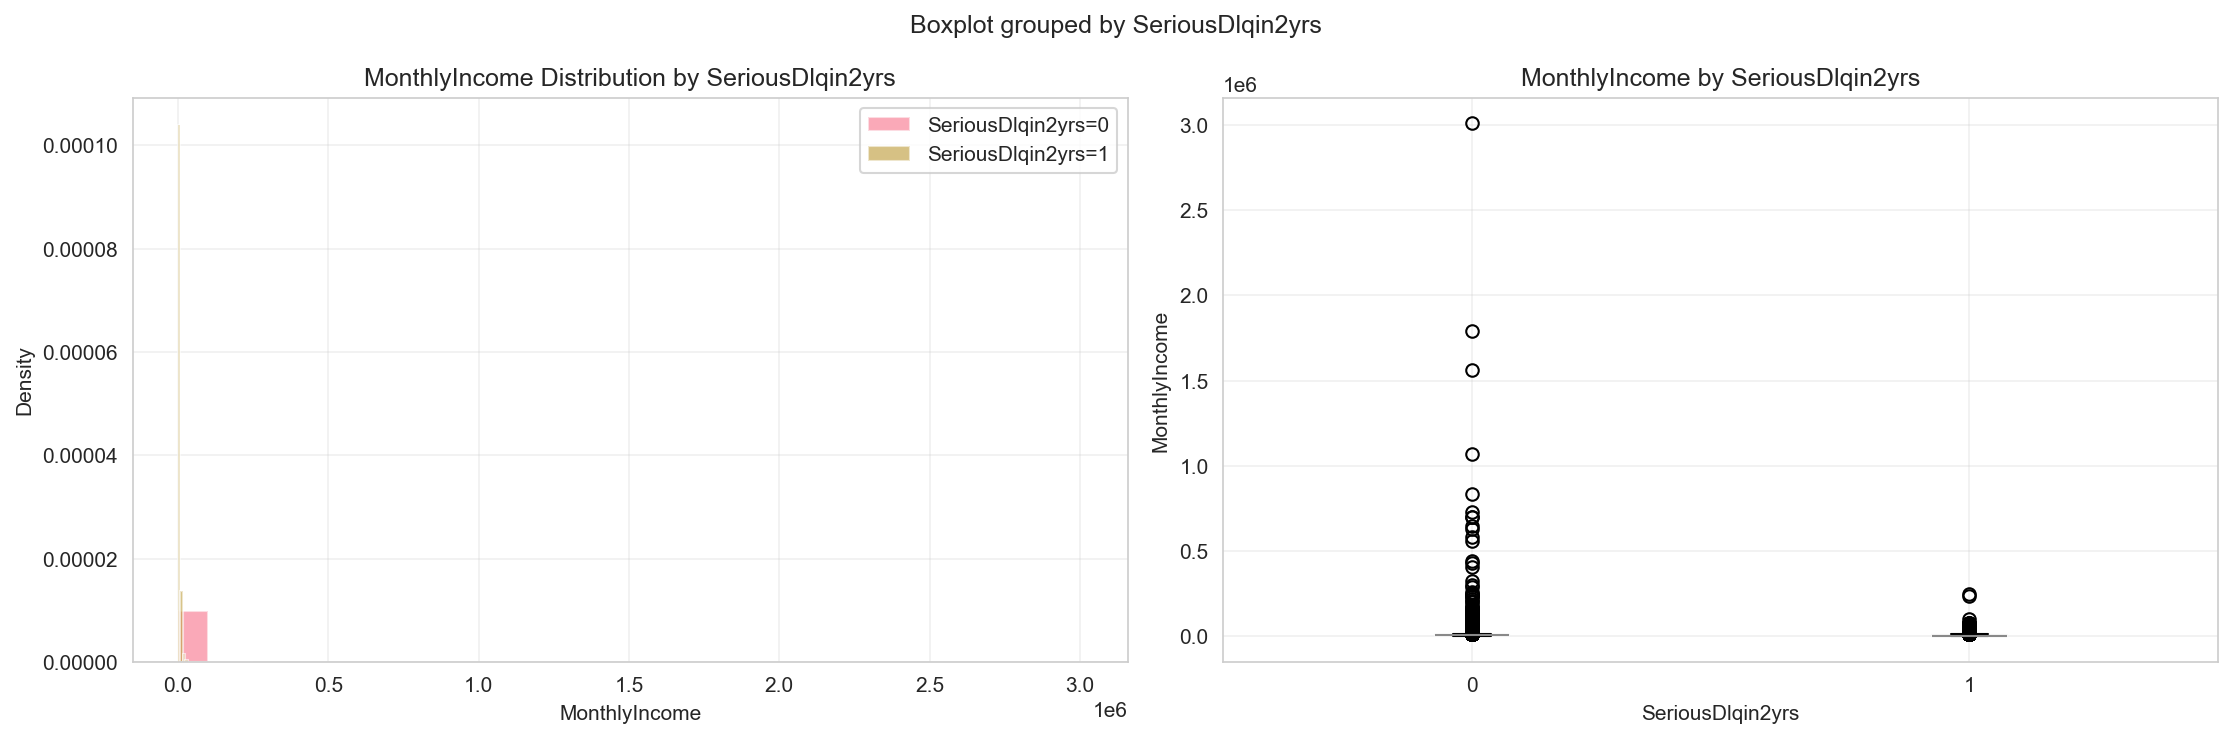 Boxplot grouped by SeriousDlqin2yrs
MonthlyIncome Distribution by SeriousDlqin2yrs
SeriousDlqin2yrs=0
SeriousDlqin2yrs=1
Density
0.00010
0.00008
0.00006
0.00004
0.00002
0.00000
0.0 0.5 1.0 1.5 2.0 2.5 3.0
1e6
MonthlyIncome
MonthlyIncome by SeriousDlqin2yrs
1e6
MonthlyIncome
3.0
2.5
2.0
1.5
1.0
0.5
0.0
0 1
SeriousDlqin2yrs